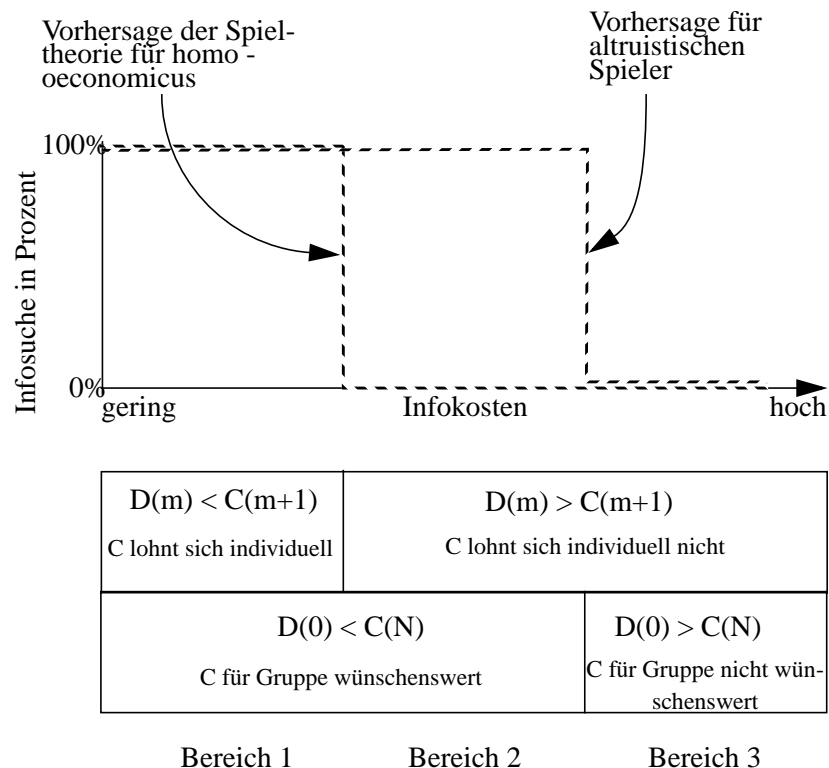 Vorhersage der Spiel-
theorie für homo -
oeconomicus
Vorhersage für
altruistischen
Spieler
100%
Infosuche in Prozent
0%
gering
Infokosten
hoch
D(m) < C(m+1)
C lohnt sich individuell
D(m) > C(m+1)
C lohnt sich individuell nicht
D(0) < C(N)
C für Gruppe wünschenswert
D(0) > C(N)
C für Gruppe nicht wün-
schenswert
Bereich 1
Bereich 2
Bereich 3